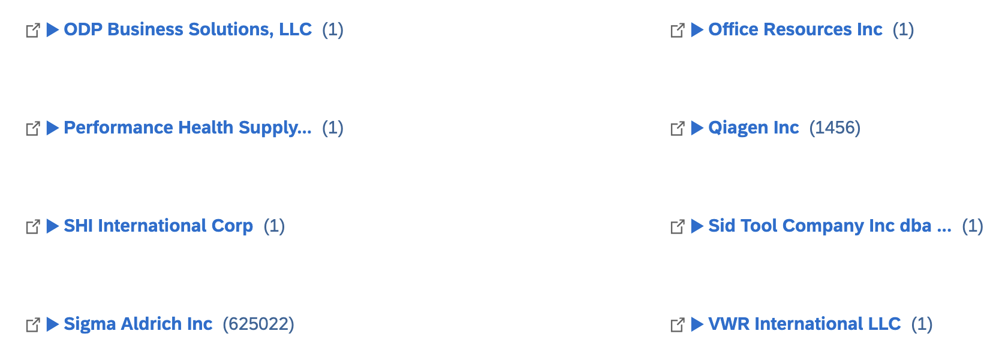 ODP Business Solutions, LLC (1)
Office Resources Inc (1)
Performance Health Supply... (1)
Qiagen Inc (1456)
SHI International Corp (1)
Sid Tool Company Inc dba ... (1)
Sigma Aldrich Inc (625022)
VWR International LLC (1)